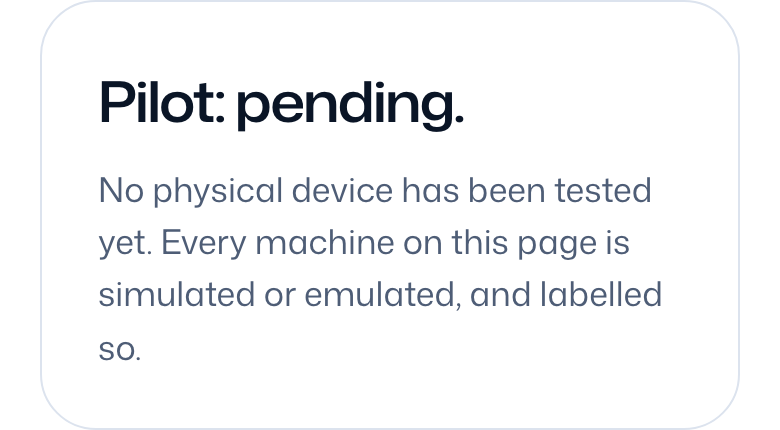 Pilot: pending.
No physical device has been tested
yet. Every machine on this page is
simulated or emulated, and labelled
so.